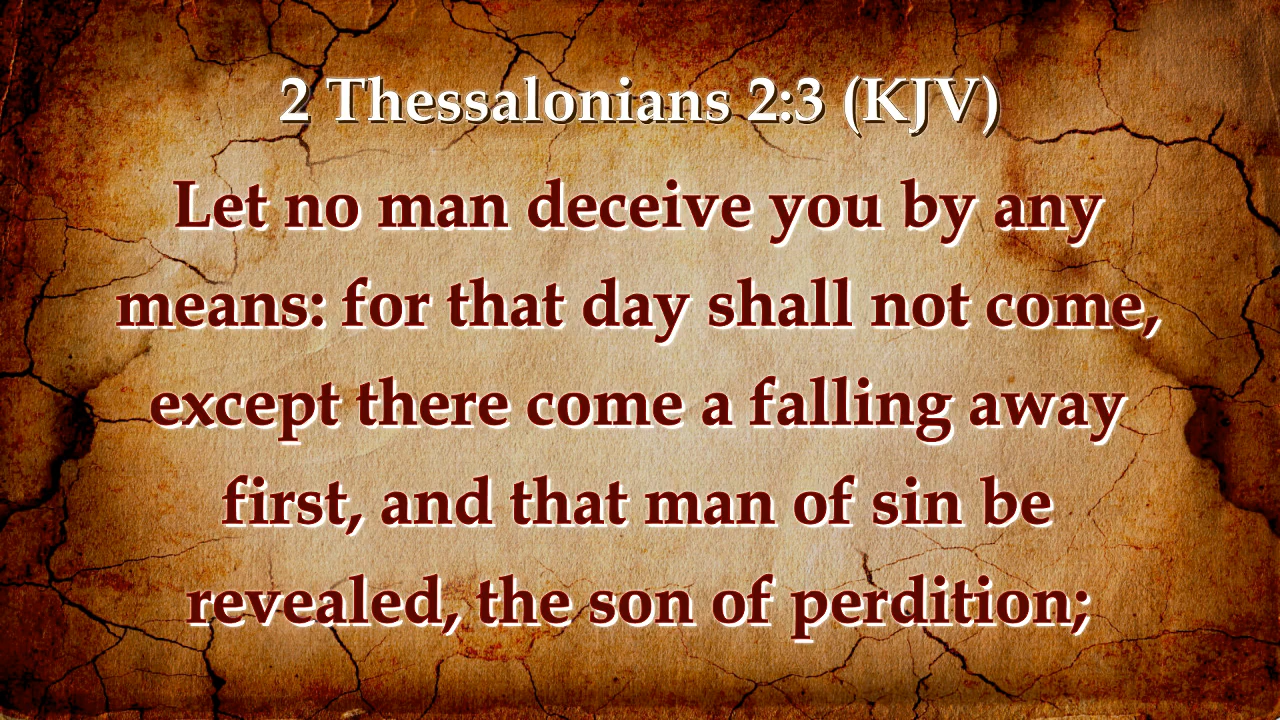 2 Thessalonians 2:3 (KJV)
Let no man deceive you by any
means: for that day shall not come,
except there come a falling away
first, and that man of sin be
revealed, the son of perdition;